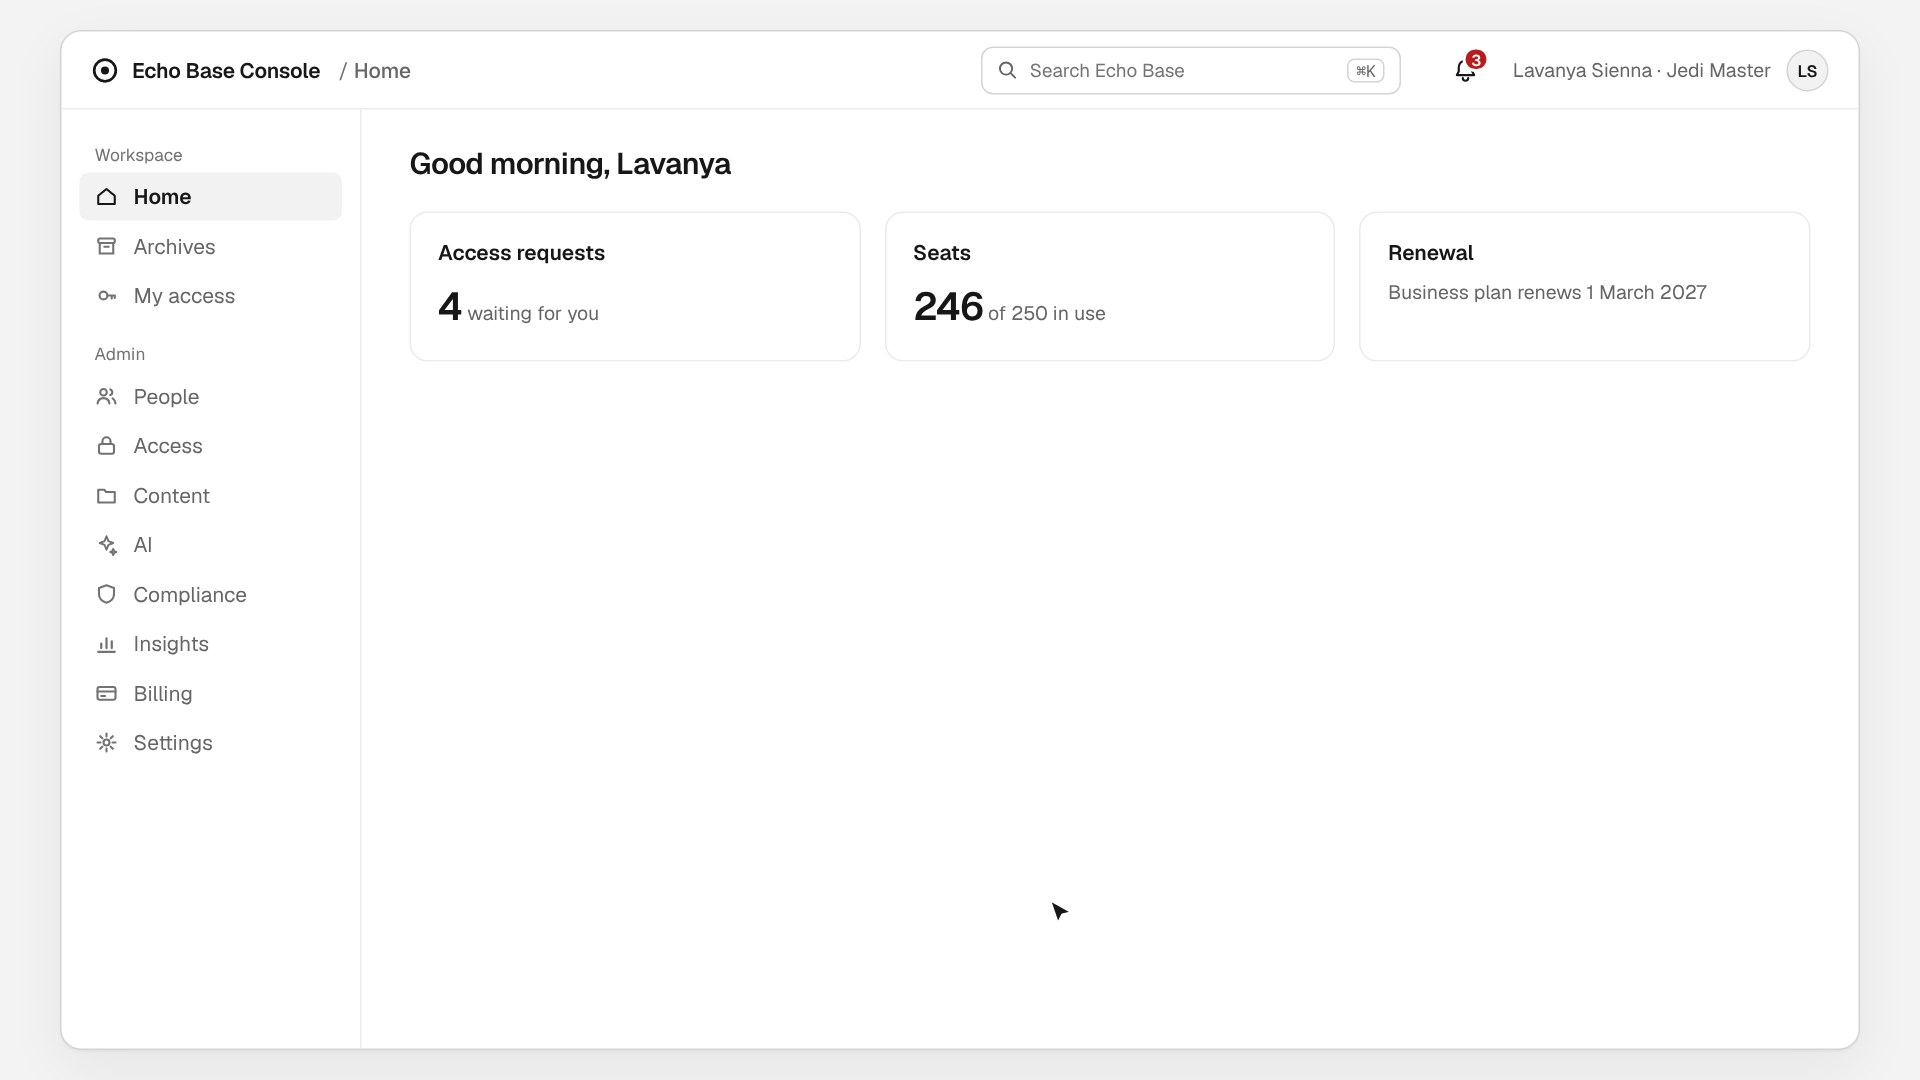 Echo Base Console / Home
Search Echo Base ⌘K
3
Lavanya Sienna · Jedi Master LS
Workspace
Home
Archives
My access
Admin
People
Access
Content
AI
Compliance
Insights
Billing
Settings
Good morning, Lavanya
Access requests
4 waiting for you
Seats
246 of 250 in use
Renewal
Business plan renews 1 March 2027